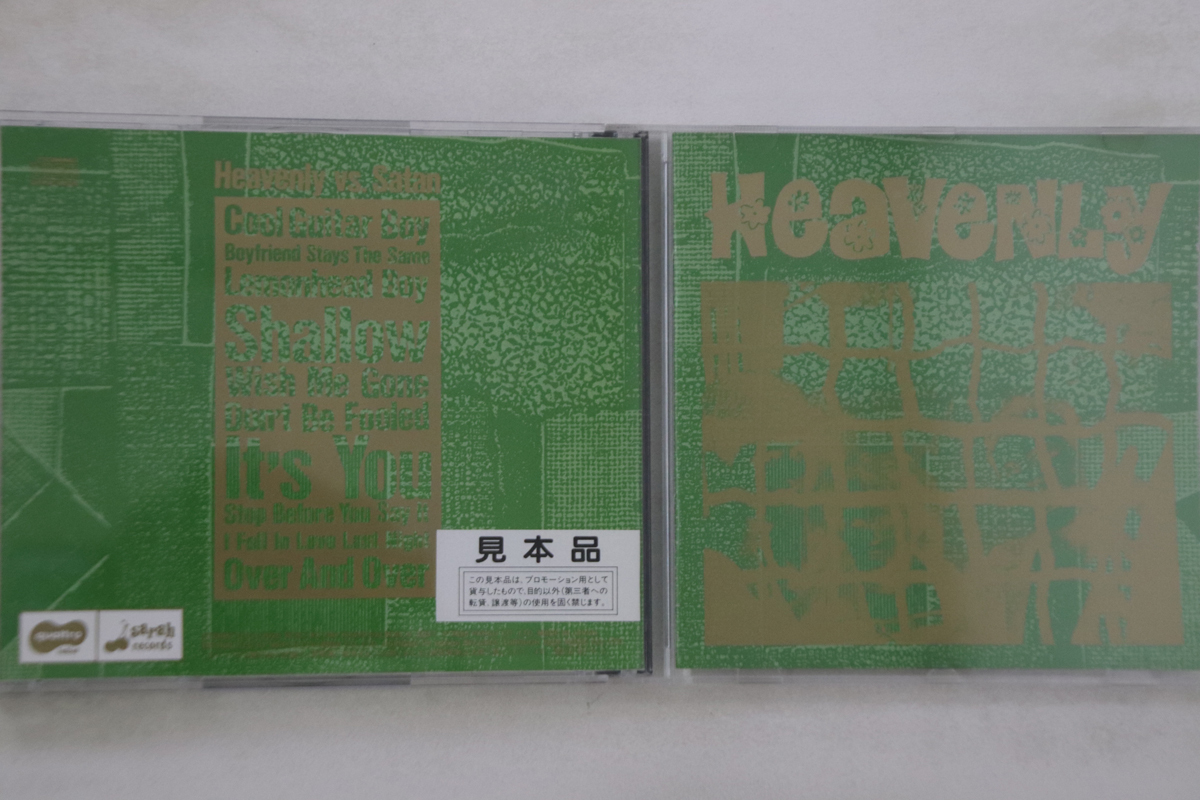 Heavenly vs. Satan
Cool Guitar Boy
Boyfriend Stays The Same
Lemonhead Boy
Shallow
Wish Me Gone
Don't Be Fooled
It's You
Stop Before You Say It
I Fell In Love Last Night
Over And Over
見本品
この見本品は、プロモーション用として
貸与したもので、目的以外(第三者への
転貸、譲渡等)の使用を固く禁じます。
quattro
sarah
records
Heavenly